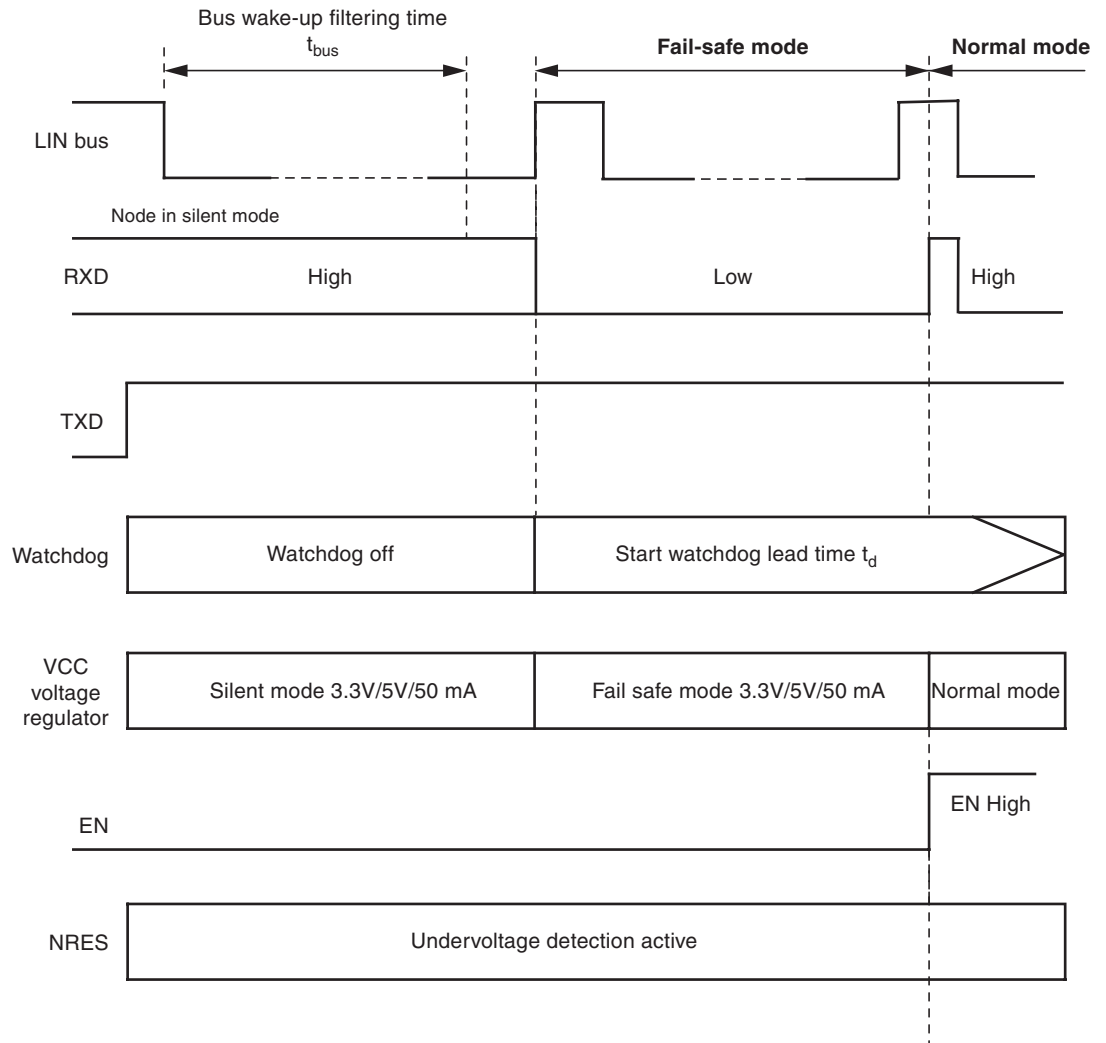 Bus wake-up filtering time
tbus
Fail-safe mode
Normal mode
LIN bus
Node in silent mode
RXD
High
Low
High
TXD
Watchdog
Watchdog off
Start watchdog lead time td
VCC
voltage
regulator
Silent mode 3.3V/5V/50 mA
Fail safe mode 3.3V/5V/50 mA
Normal mode
EN
EN High
NRES
Undervoltage detection active